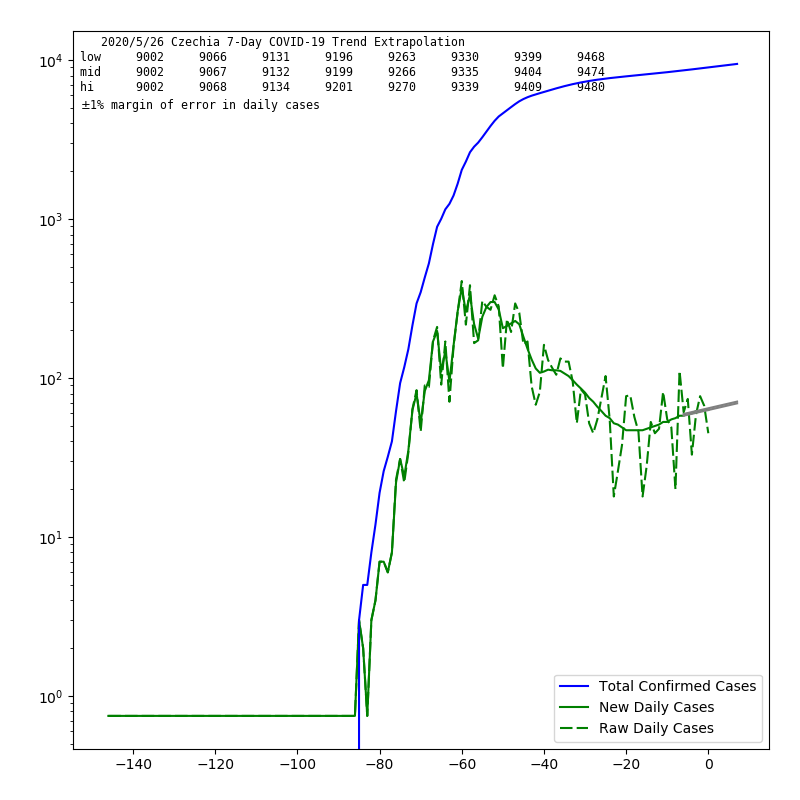 2020/5/26 Czechia 7-Day COVID-19 Trend Extrapolation
low 9002 9066 9131 9196 9263 9330 9399 9468
mid 9002 9067 9132 9199 9266 9335 9404 9474
hi 9002 9068 9134 9201 9270 9339 9409 9480
±1% margin of error in daily cases
10⁴
10³
10²
10¹
10⁰
−140 −120 −100 −80 −60 −40 −20 0
Total Confirmed Cases
New Daily Cases
Raw Daily Cases